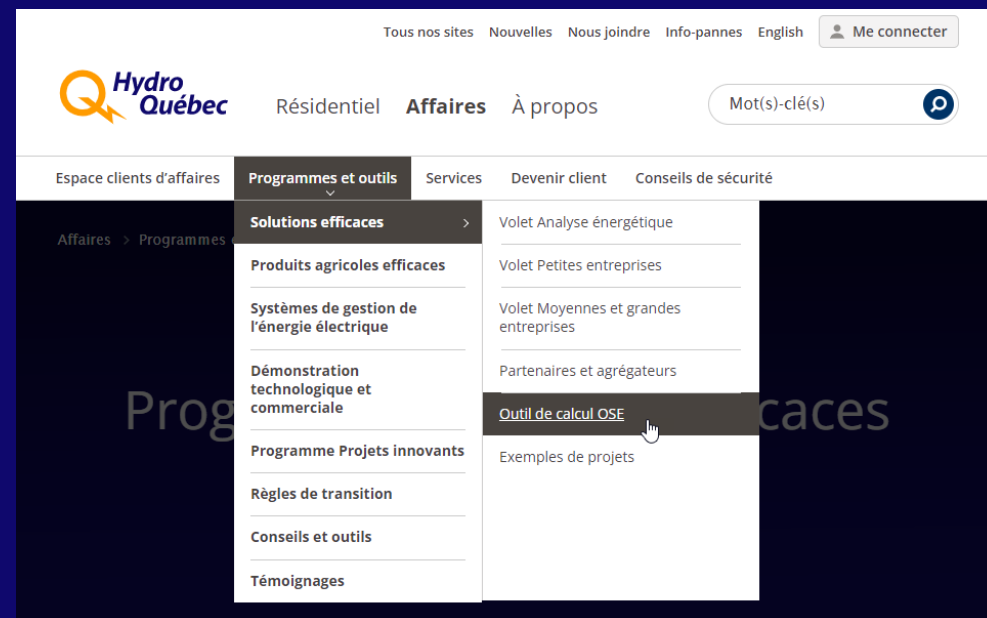 Tous nos sites Nouvelles Nous joindre Info-pannes English Me connecter
Hydro
Québec
Résidentiel Affaires À propos
Mot(s)-clé(s)
Espace clients d'affaires Programmes et outils Services Devenir client Conseils de sécurité
Affaires > Programmes
Solutions efficaces >
Produits agricoles efficaces
Systèmes de gestion de
l'énergie électrique
Démonstration
technologique et
commerciale
Programme Projets innovants
Règles de transition
Conseils et outils
Témoignages
Volet Analyse énergétique
Volet Petites entreprises
Volet Moyennes et grandes
entreprises
Partenaires et agrégateurs
Outil de calcul OSE
Exemples de projets
Prog caces